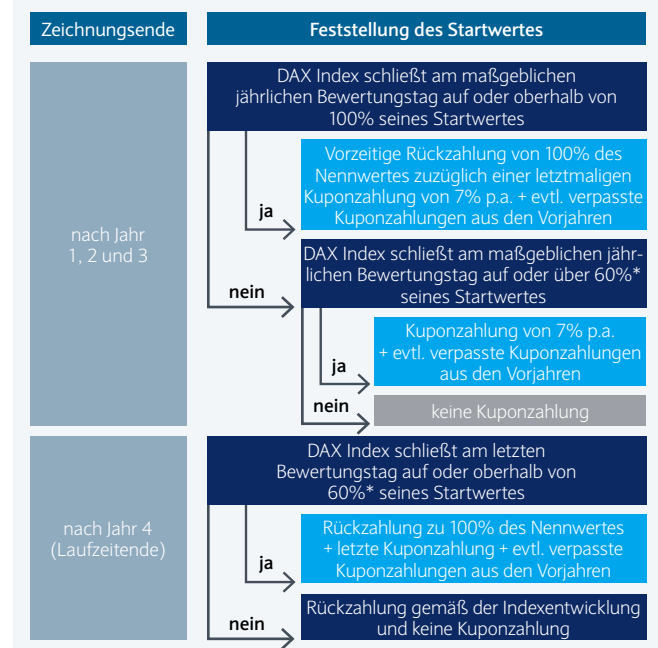 Zeichnungsende
Feststellung des Startwertes
nach Jahr
1, 2 und 3
DAX Index schließt am maßgeblichen
jährlichen Bewertungstag auf oder oberhalb von
100% seines Startwertes
ja
Vorzeitige Rückzahlung von 100% des
Nennwertes zuzüglich einer letztmaligen
Kuponzahlung von 7% p.a. + evtl. verpasste
Kuponzahlungen aus den Vorjahren
nein
DAX Index schließt am maßgeblichen jähr-
rlichen Bewertungstag auf oder über 60%*
seines Startwertes
ja
Kuponzahlung von 7% p.a.
+ evtl. verpasste Kuponzahlungen
aus den Vorjahren
nein
keine Kuponzahlung
nach Jahr 4
(Laufzeitende)
DAX Index schließt am letzten
Bewertungstag auf oder oberhalb von
60%* seines Startwertes
ja
Rückzahlung zu 100% des Nennwertes
+ letzte Kuponzahlung + evtl. verpasste
Kuponzahlungen aus den Vorjahren
nein
Rückzahlung gemäß der Indexentwicklung
und keine Kuponzahlung